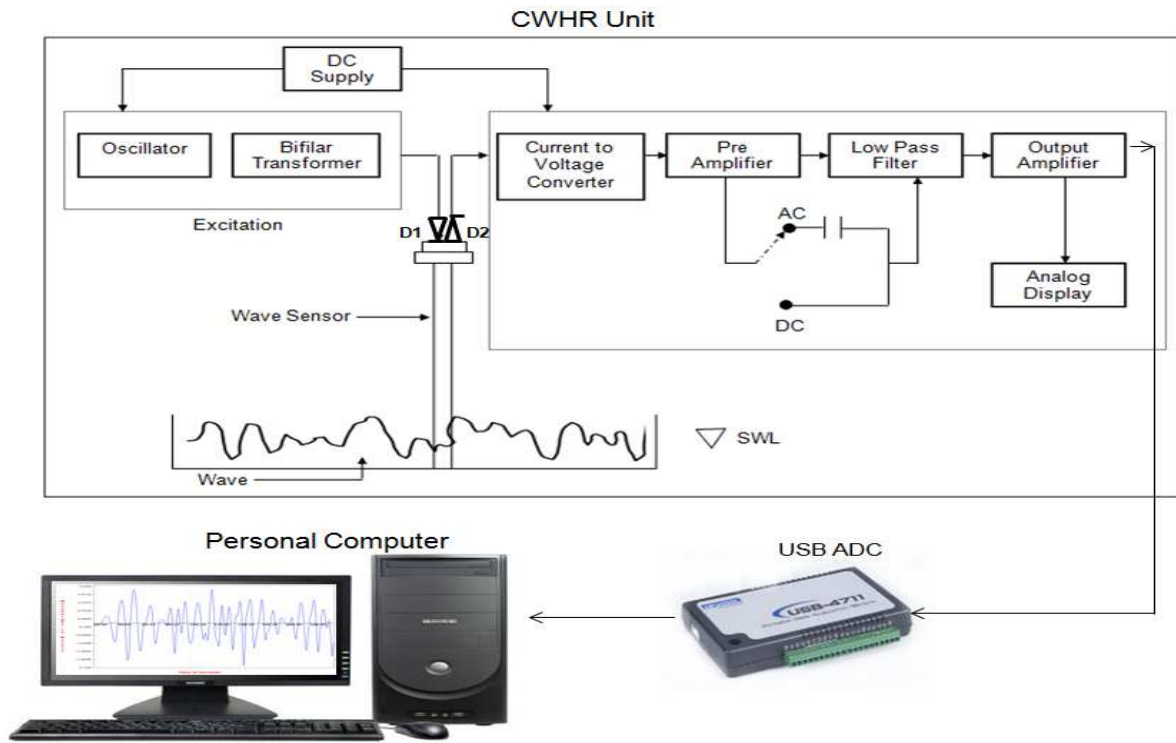 CWHR Unit
DC
Supply
Oscillator
Bifilar
Transformer
Excitation
Current to
Voltage
Converter
Pre
Amplifier
Low Pass
Filter
Output
Amplifier
AC
DC
Analog
Display
D1
D2
Wave Sensor
SWL
Wave
Personal Computer
USB ADC
USB-4711